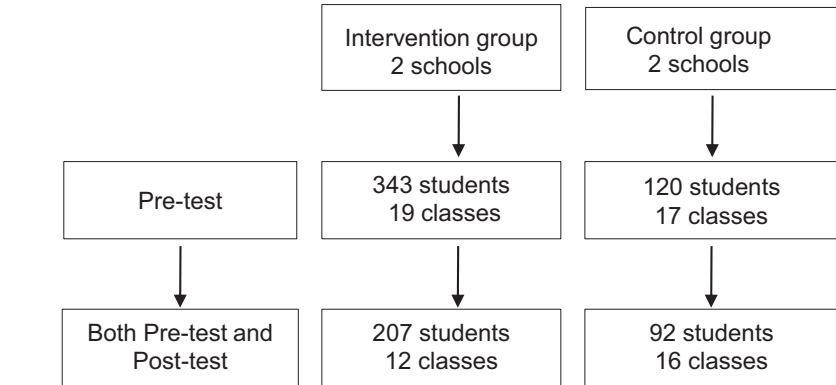 Intervention group
2 schools
Control group
2 schools
Pre-test
343 students
19 classes
120 students
17 classes
Both Pre-test and
Post-test
207 students
12 classes
92 students
16 classes